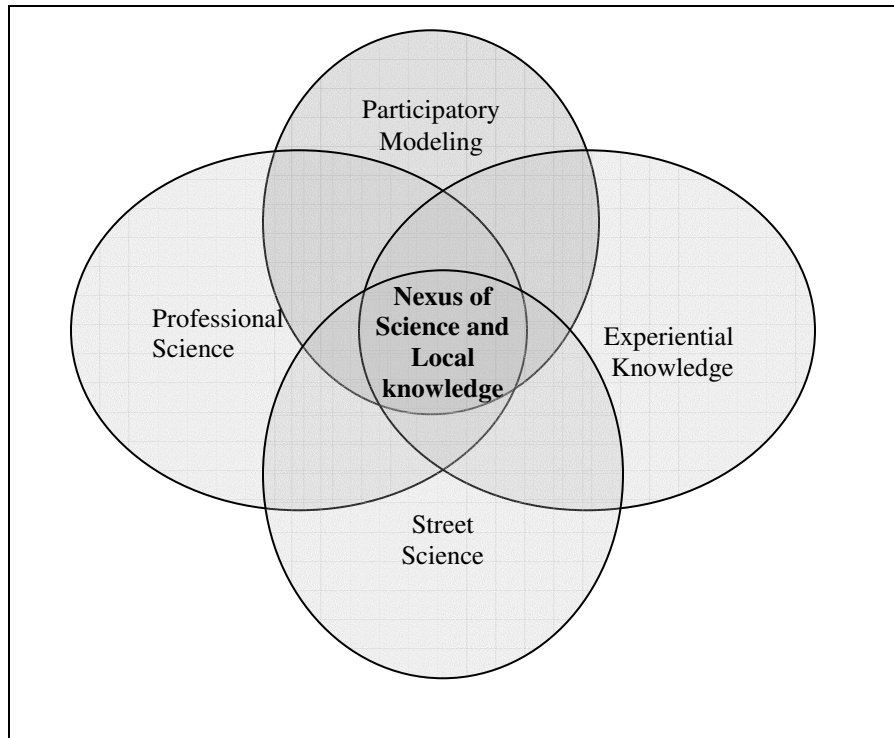 Participatory
Modeling
Professional
Science
Nexus of
Science and
Local
knowledge
Experiential
Knowledge
Street
Science